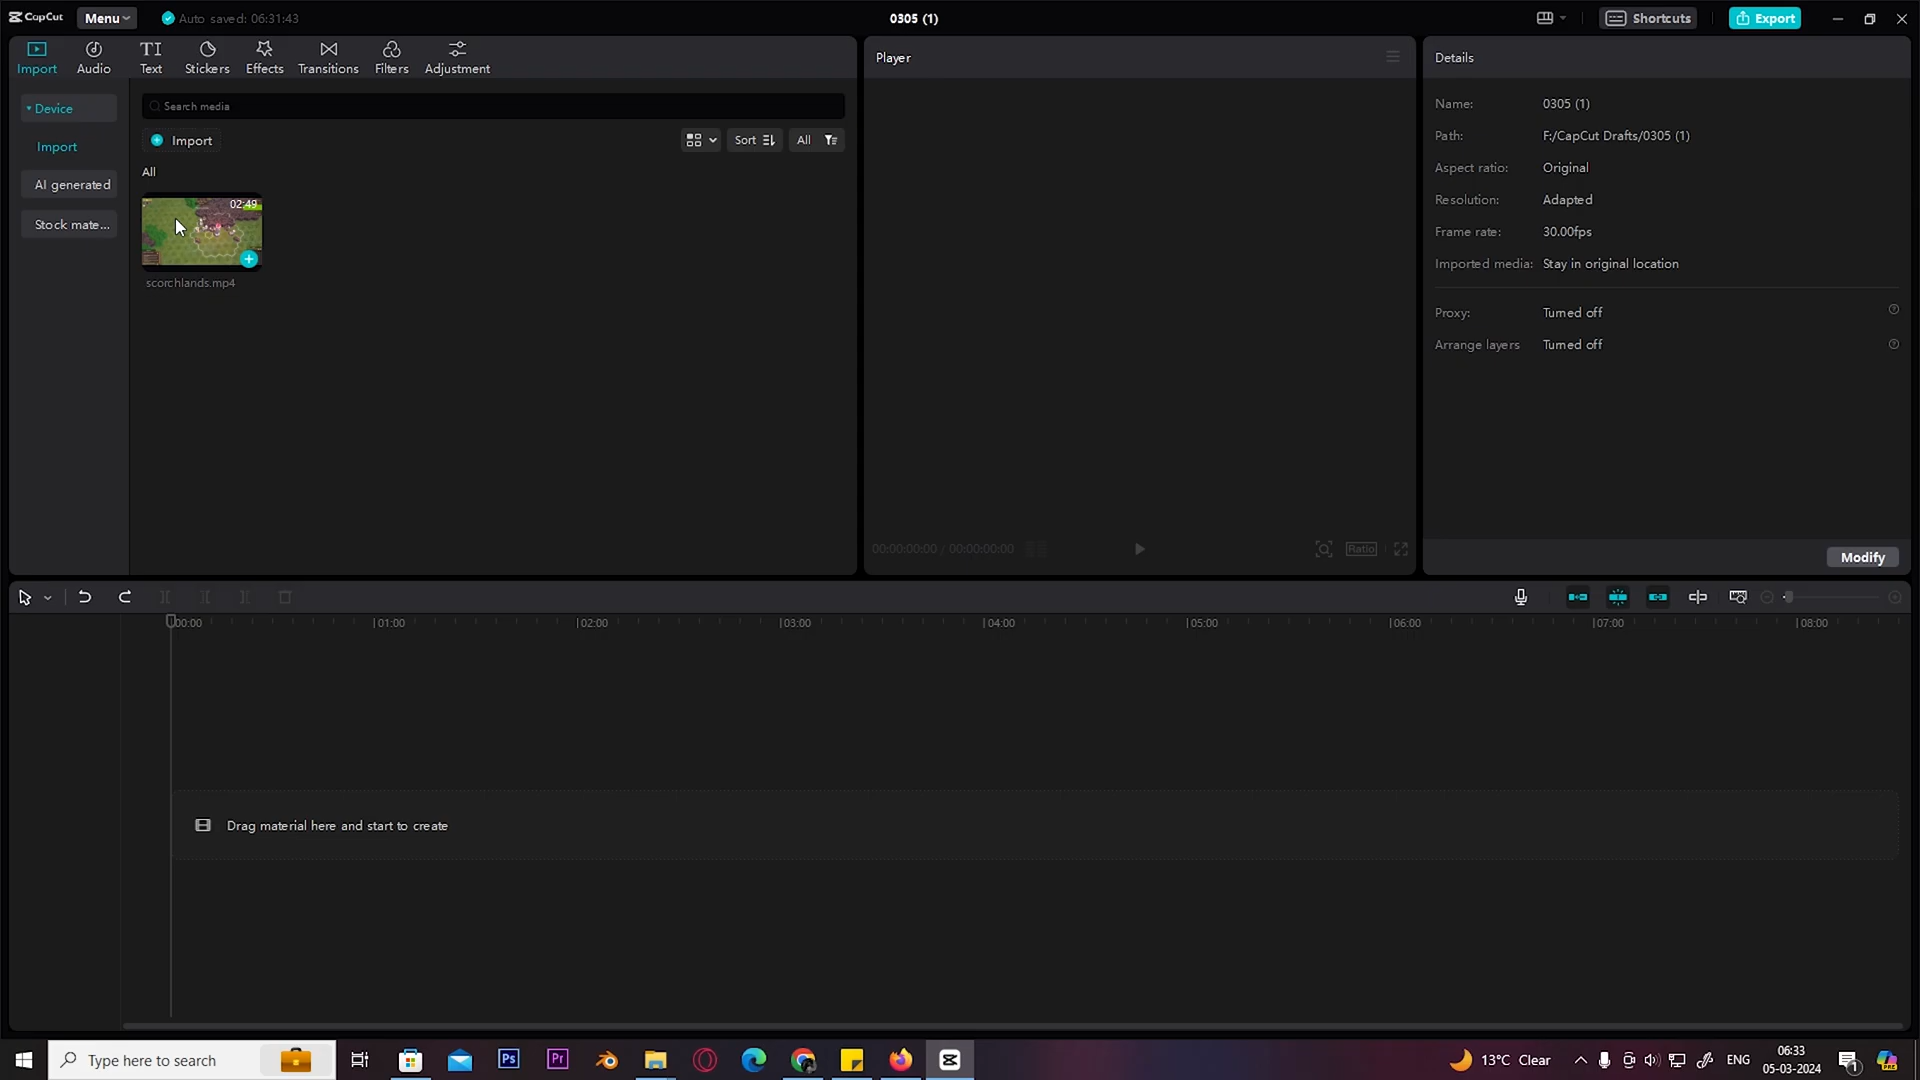 CapCut Menu Auto saved: 06:31:43 0305 (1) Shortcuts Export
Import Audio Text Stickers Effects Transitions Filters Adjustment
Player
Details
Device
Import
AI generated
Stock mate...
Search media
Import
Sort All
All
02:49
scorchlands.mp4
00:00:00:00 / 00:00:00:00
Ratio
Name: 0305 (1)
Path: F:/CapCut Drafts/0305 (1)
Aspect ratio: Original
Resolution: Adapted
Frame rate: 30.00fps
Imported media: Stay in original location
Proxy: Turned off
Arrange layers Turned off
Modify
00:00 01:00 02:00 03:00 04:00 05:00 06:00 07:00 08:00
Drag material here and start to create
Type here to search
Ps
Pr
13°C Clear
ENG
06:33
05-03-2024
1
PRE